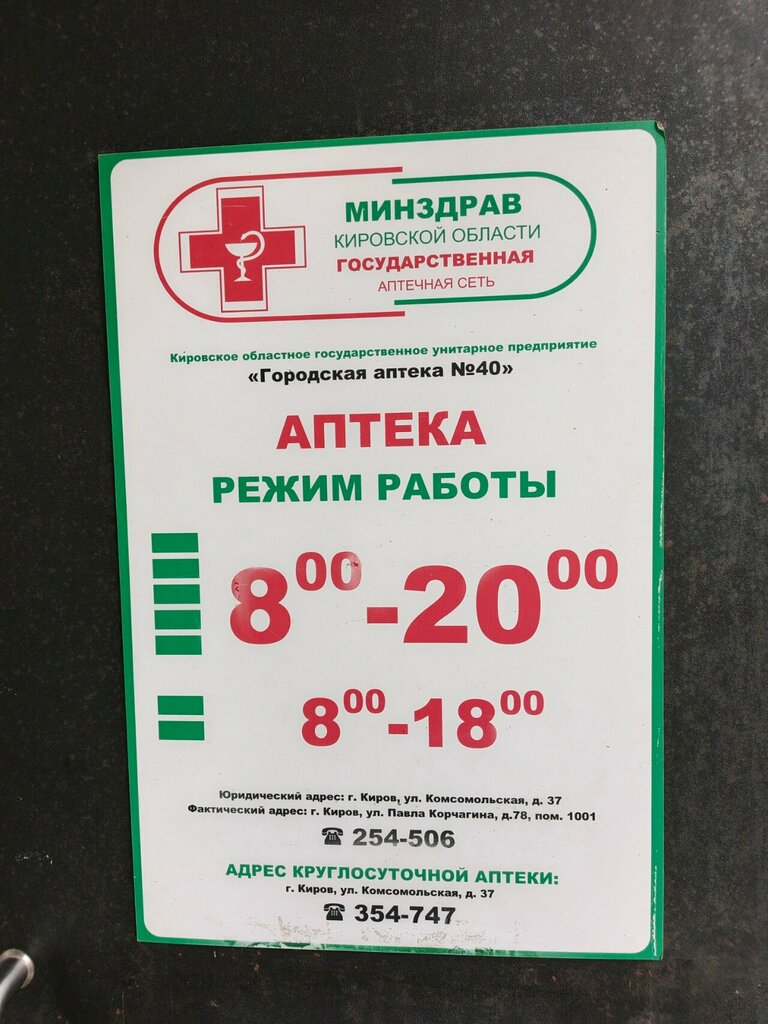 МИНЗДРАВ
КИРОВСКОЙ ОБЛАСТИ
ГОСУДАРСТВЕННАЯ
АПТЕЧНАЯ СЕТЬ
Кировское областное государственное унитарное предприятие
«Городская аптека №40»
АПТЕКА
РЕЖИМ РАБОТЫ
8⁰⁰-20⁰⁰
8⁰⁰-18⁰⁰
Юридический адрес: г. Киров, ул. Комсомольская, д. 37
Фактический адрес: г. Киров, ул. Павла Корчагина, д.78, пом. 1001
☎ 254-506
АДРЕС КРУГЛОСУТОЧНОЙ АПТЕКИ:
г. Киров, ул. Комсомольская, д. 37
☎ 354-747